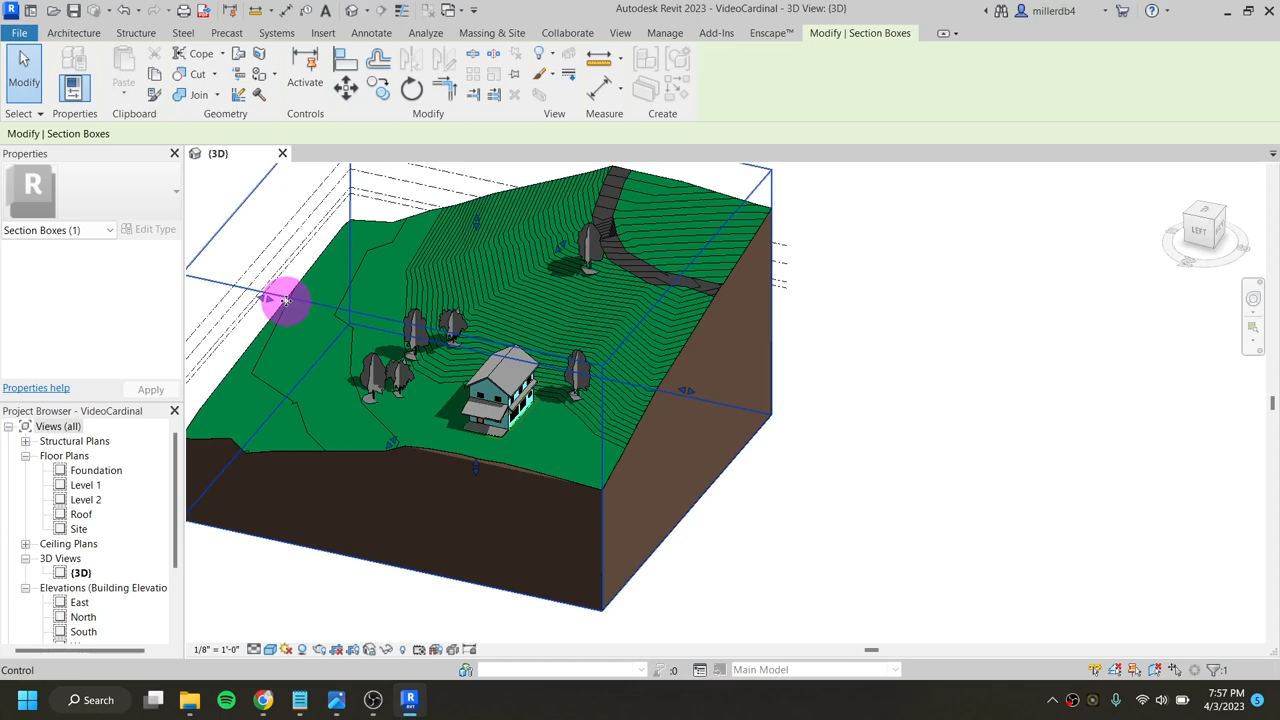 Autodesk Revit 2023 - VideoCardinal - 3D View: {3D}
millerdb4
File
Architecture
Structure
Steel
Precast
Systems
Insert
Annotate
Analyze
Massing & Site
Collaborate
View
Manage
Add-Ins
Enscape™
Modify | Section Boxes
Modify
Paste
Cope
Cut
Join
Activate
Select
Properties
Clipboard
Geometry
Controls
Modify
View
Measure
Create
Modify | Section Boxes
Properties
{3D}
R
Section Boxes (1)
Edit Type
Properties help
Apply
Project Browser - VideoCardinal
Views (all)
Structural Plans
Floor Plans
Foundation
Level 1
Level 2
Roof
Site
Ceiling Plans
3D Views
{3D}
Elevations (Building Elevatio
East
North
South
LEFT
1/8" = 1'-0"
Control
:0
Main Model
:1
Search
7:57 PM
4/3/2023
5